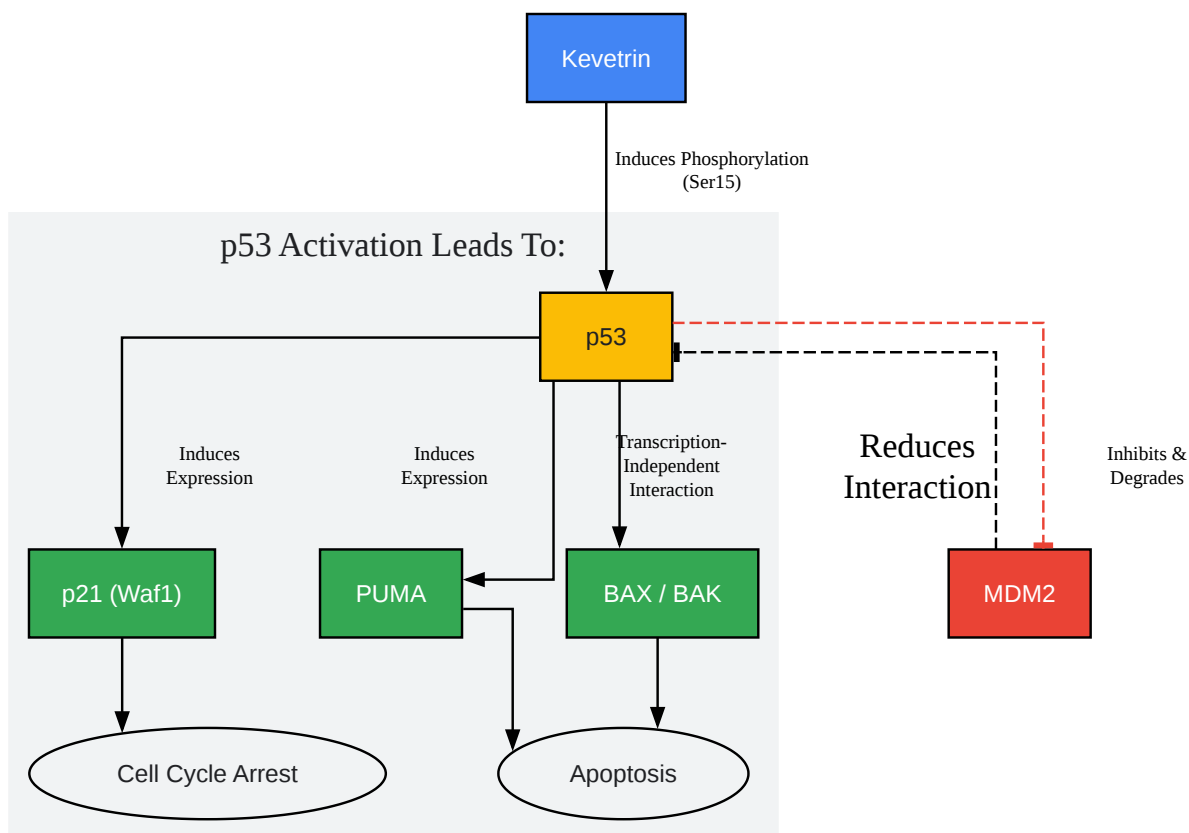 Kevetrin
Induces Phosphorylation
(Ser15)
p53 Activation Leads To:
p53
Induces
Expression
Induces
Expression
Transcription-
Independent
Interaction
Reduces
Interaction
Inhibits &
Degrades
p21 (Waf1)
PUMA
BAX / BAK
MDM2
Cell Cycle Arrest
Apoptosis